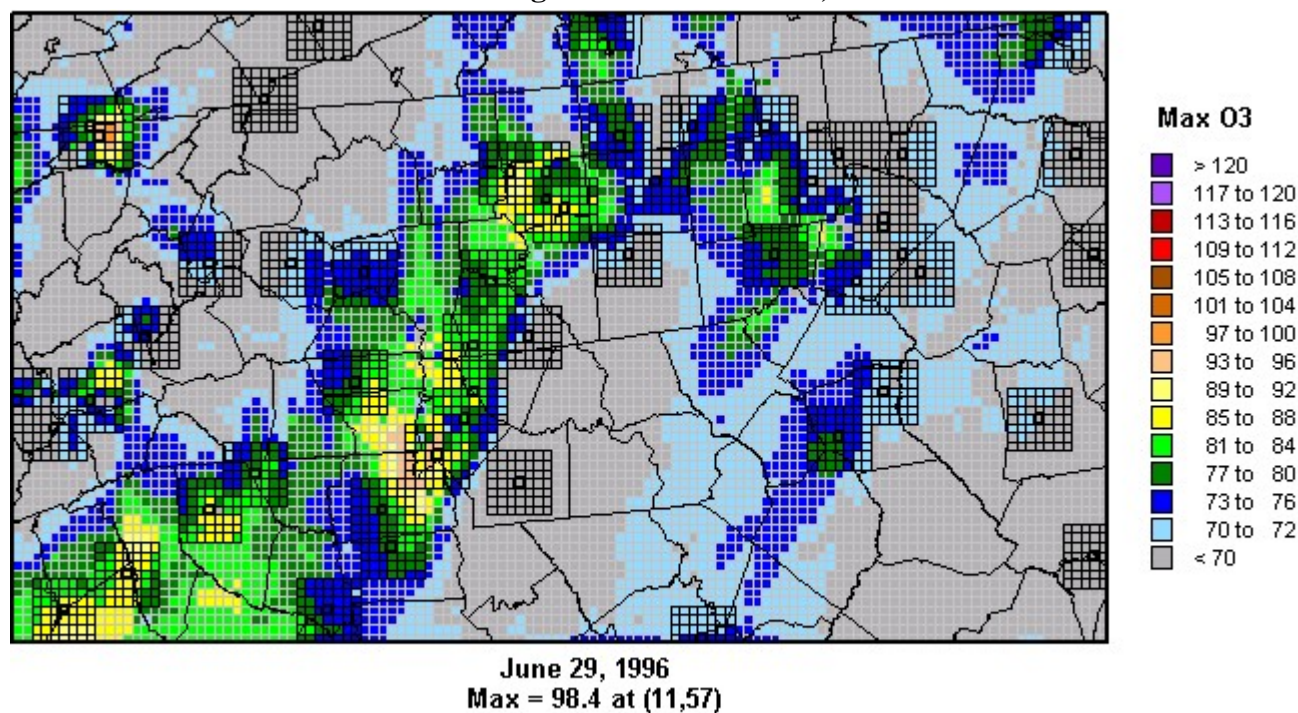 Max O3
> 120
117 to 120
113 to 116
109 to 112
105 to 108
101 to 104
97 to 100
93 to 96
89 to 92
85 to 88
81 to 84
77 to 80
73 to 76
70 to 72
< 70
June 29, 1996
Max = 98.4 at (11,57)